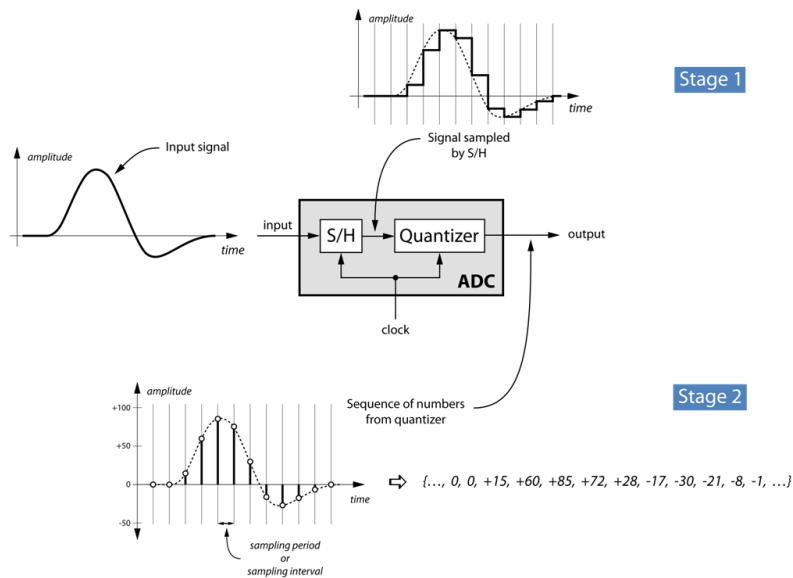 amplitude
Stage 1
time
Signal sampled
by S/H
amplitude
Input signal
time
input
S/H
Quantizer
output
ADC
clock
amplitude
Stage 2
+100
Sequence of numbers
from quantizer
+50
0
{…, 0, 0, +15, +60, +85, +72, +28, -17, -30, -21, -8, -1, …}
time
-50
sampling period
or
sampling interval